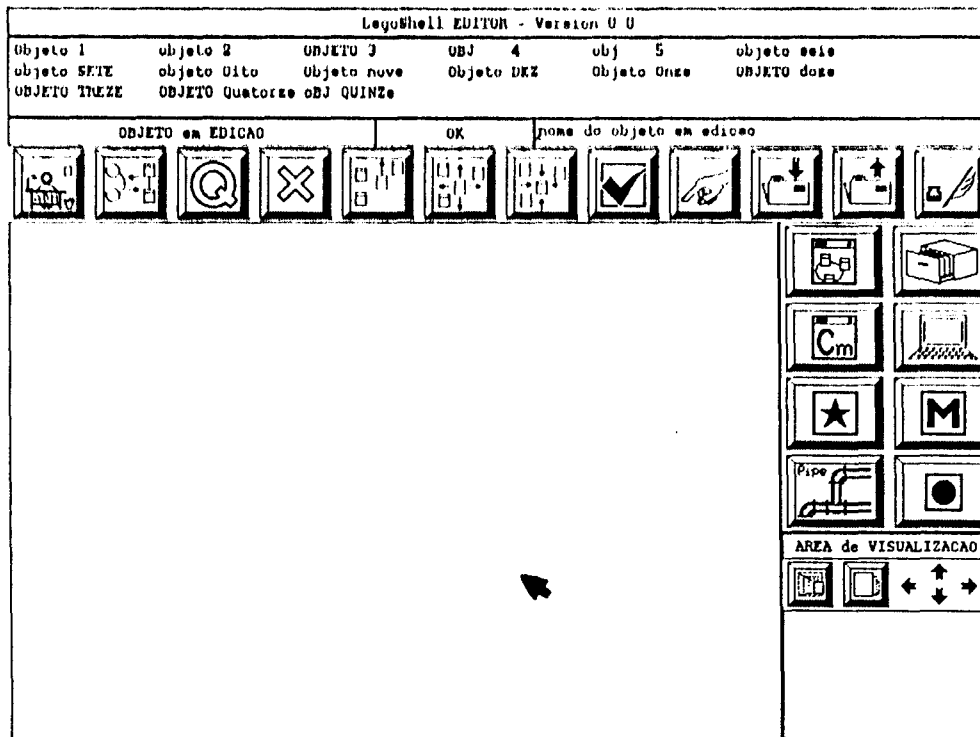 LegoShell EDITOR - Version 0 0
Objeto 1 objeto 2 OBJETO 3 OBJ 4 obj 5 objeto seis
objeto SETE objeto Oito Objeto nove Objeto DEZ Objeto Onze OBJETO doze
OBJETO TREZE OBJETO Quatorze oBJ QUINZe
OBJETO em EDICAO OK nome do objeto em edicao
Q
Cm
M
Pipe
AREA de VISUALIZACAO